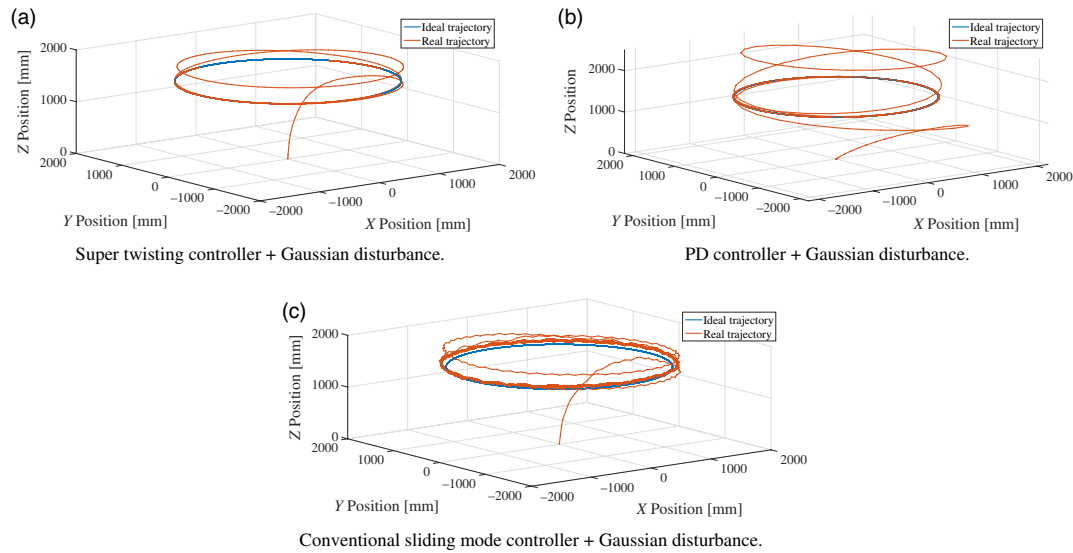 (a)
Ideal trajectory
Real trajectory
2000
1000
0
Z Position [mm]
2000
1000
0
−1000
−2000
Y Position [mm]
−2000
−1000
0
1000
2000
X Position [mm]
Super twisting controller + Gaussian disturbance.
(b)
Ideal trajectory
Real trajectory
2000
1000
0
Z Position
2000
1000
0
−1000
−2000
Y Position [mm]
−2000
−1000
0
1000
2000
X Position [mm]
PD controller + Gaussian disturbance.
(c)
Ideal trajectory
Real trajectory
2000
1000
0
Z Position [mm]
2000
1000
0
−1000
−2000
Y Position [mm]
−2000
−1000
0
1000
2000
X Position [mm]
Conventional sliding mode controller + Gaussian disturbance.